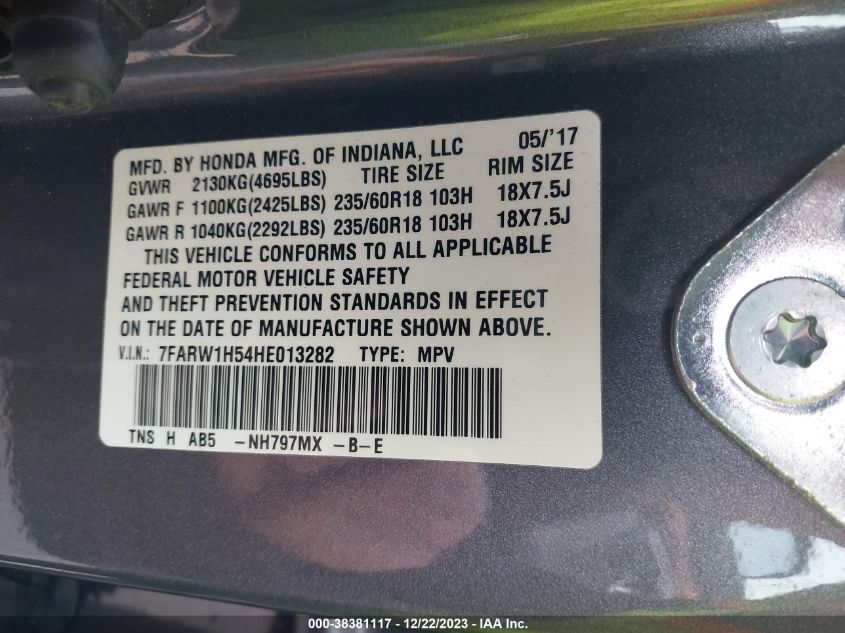 MFD. BY HONDA MFG. OF INDIANA, LLC 05/'17
GVWR 2130KG(4695LBS) TIRE SIZE RIM SIZE
GAWR F 1100KG(2425LBS) 235/60R18 103H 18X7.5J
GAWR R 1040KG(2292LBS) 235/60R18 103H 18X7.5J
THIS VEHICLE CONFORMS TO ALL APPLICABLE
FEDERAL MOTOR VEHICLE SAFETY
AND THEFT PREVENTION STANDARDS IN EFFECT
ON THE DATE OF MANUFACTURE SHOWN ABOVE.
V.I.N.: 7FARW1H54HE013282 TYPE: MPV
TNS H AB5 -NH797MX -B-E
000-38381117 - 12/22/2023 - IAA Inc.